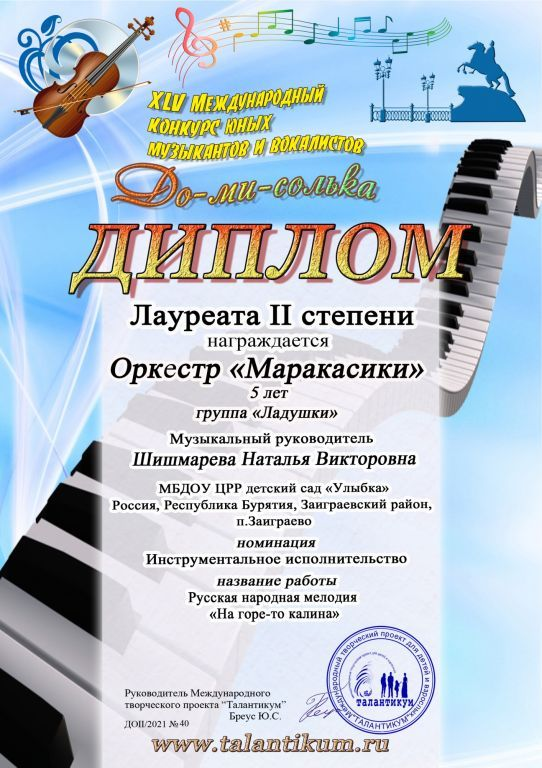 XLV Международный
конкурс юных
музыкантов и вокалистов
До-ми-солька
ДИПЛОМ
Лауреата II степени
награждается
Оркестр «Маракасики»
5 лет
группа «Ладушки»
Музыкальный руководитель
Шишмарева Наталья Викторовна
МБДОУ ЦРР детский сад «Улыбка»
Россия, Республика Бурятия, Заиграевский район,
п.Заиграево
номинация
Инструментальное исполнительство
название работы
Русская народная мелодия
«На горе-то калина»
Руководитель Международного
творческого проекта "Талантикум"
Бреус Ю.С.
ДОП/2021 №40
Международный творческий проект для детей и взрослых
ТАЛАНТИКУМ
"ТАЛАНТИКУМ"
www.talantikum.ru